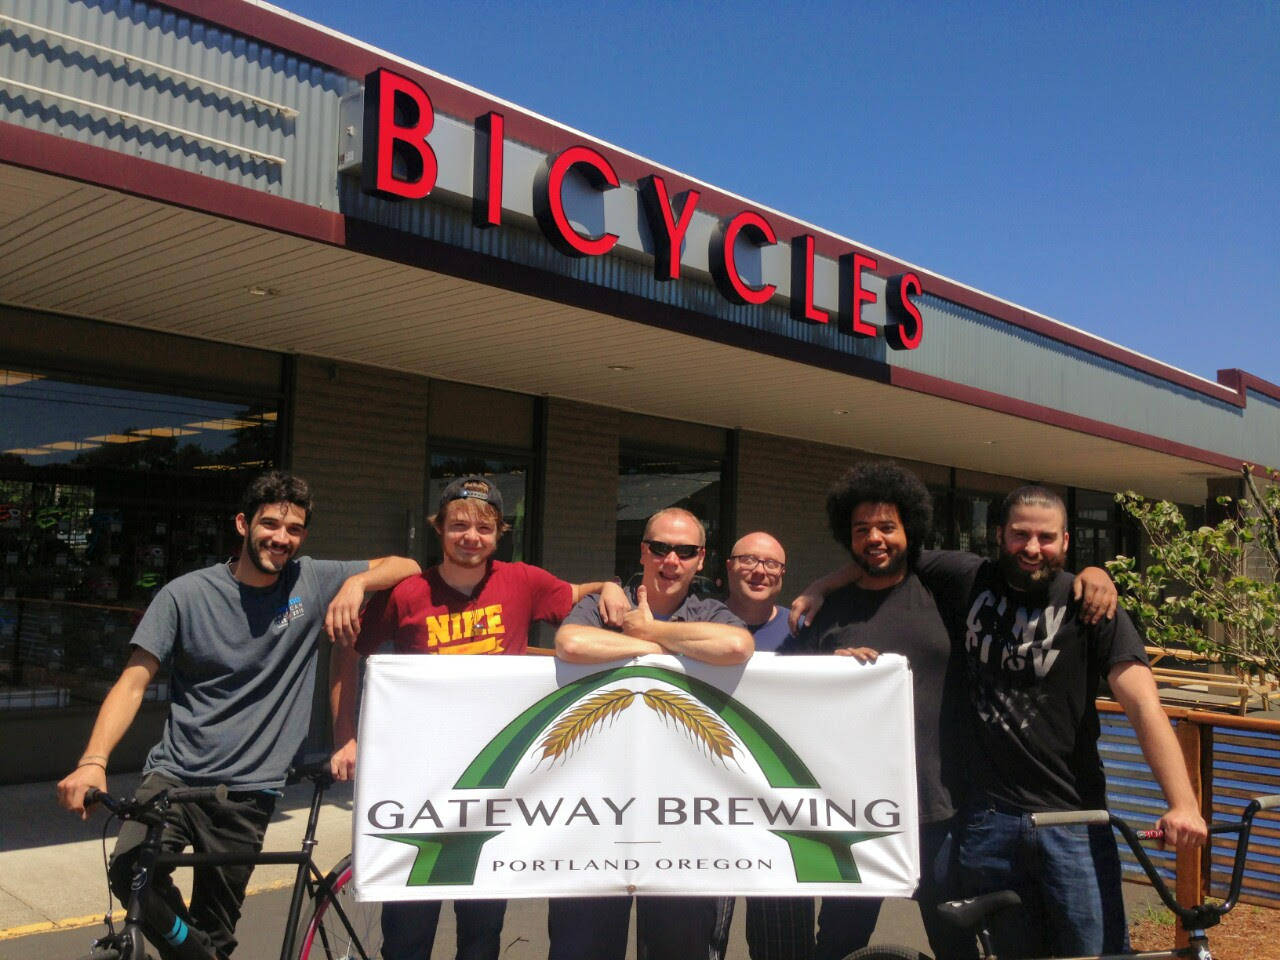 BICYCLES
NIKE
GATEWAY BREWING
PORTLAND OREGON